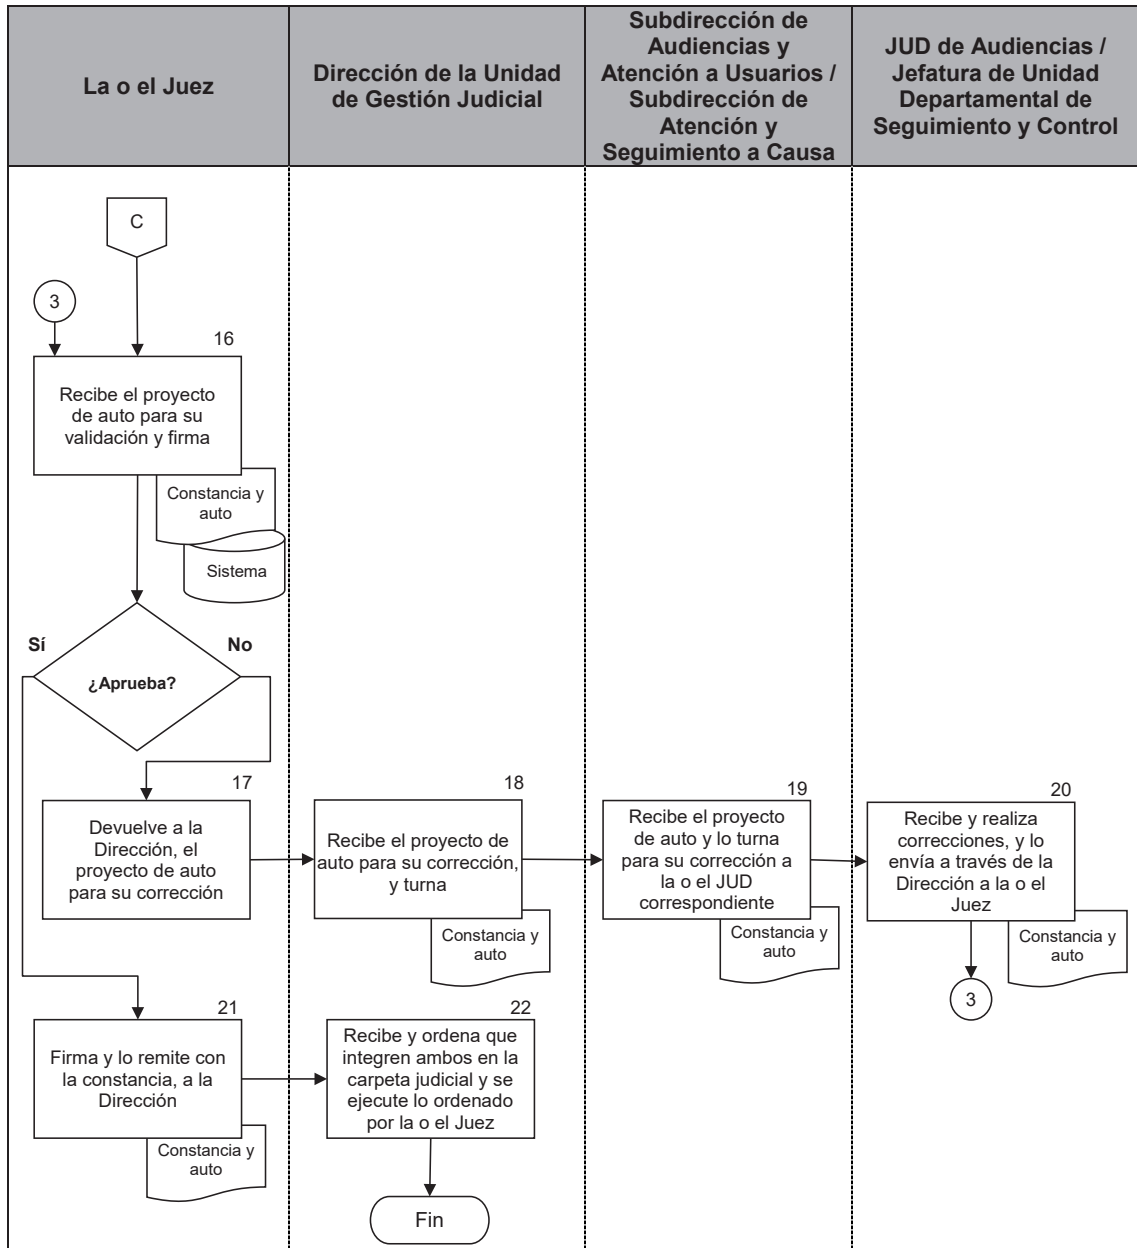 La o el Juez
Dirección de la Unidad
de Gestión Judicial
Subdirección de
Audiencias y
Atención a Usuarios /
Subdirección de
Atención y
Seguimiento a Causa
JUD de Audiencias /
Jefatura de Unidad
Departamental de
Seguimiento y Control
C
3
16
Recibe el proyecto
de auto para su
validación y firma
Constancia y
auto
Sistema
Sí
No
¿Aprueba?
17
Devuelve a la
Dirección, el
proyecto de auto
para su corrección
18
Recibe el proyecto de
auto para su corrección,
y turna
Constancia y
auto
19
Recibe el proyecto
de auto y lo turna
para su corrección a
la o el JUD
correspondiente
Constancia y
auto
20
Recibe y realiza
correcciones, y lo
envía a través de la
Dirección a la o el
Juez
Constancia y
auto
3
21
Firma y lo remite con
la constancia, a la
Dirección
Constancia y
auto
22
Recibe y ordena que
integren ambos en la
carpeta judicial y se
ejecute lo ordenado
por la o el Juez
Fin